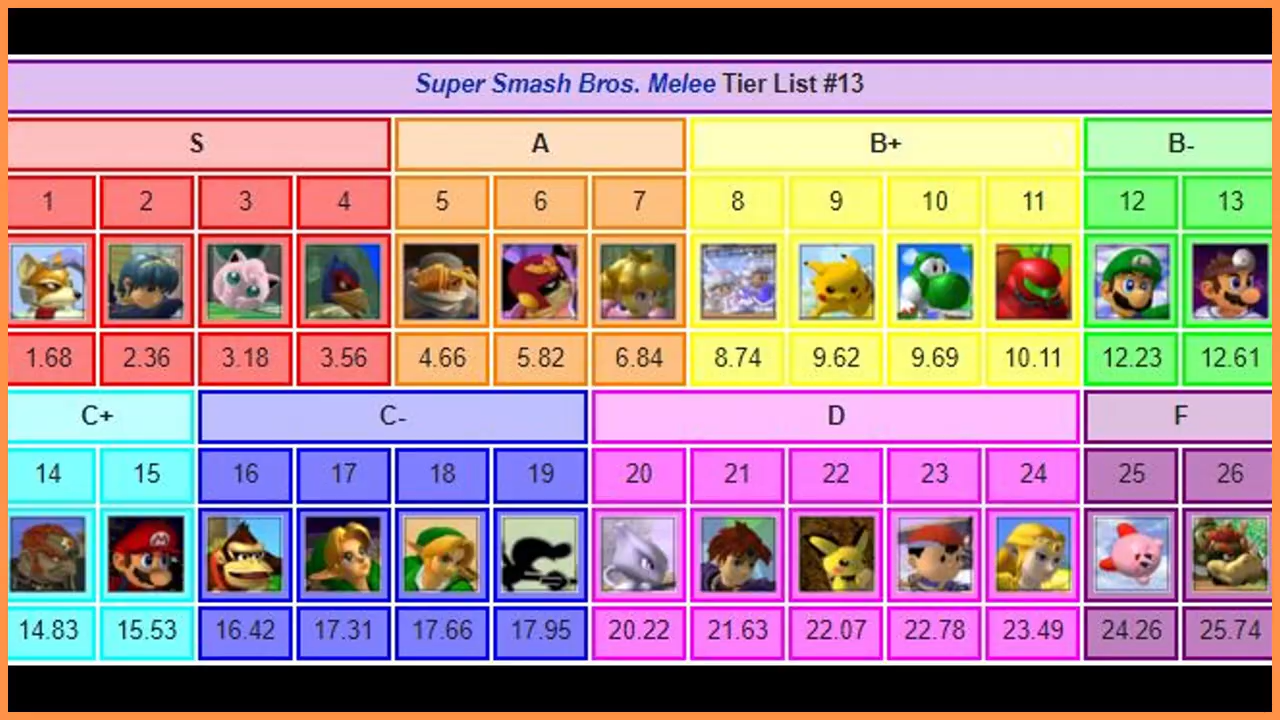 Super Smash Bros. Melee Tier List #13
S A B+ B-
1 2 3 4 5 6 7 8 9 10 11 12 13
1.68 2.36 3.18 3.56 4.66 5.82 6.84 8.74 9.62 9.69 10.11 12.23 12.61
C+ C- D F
14 15 16 17 18 19 20 21 22 23 24 25 26
M
14.83 15.53 16.42 17.31 17.66 17.95 20.22 21.63 22.07 22.78 23.49 24.26 25.74